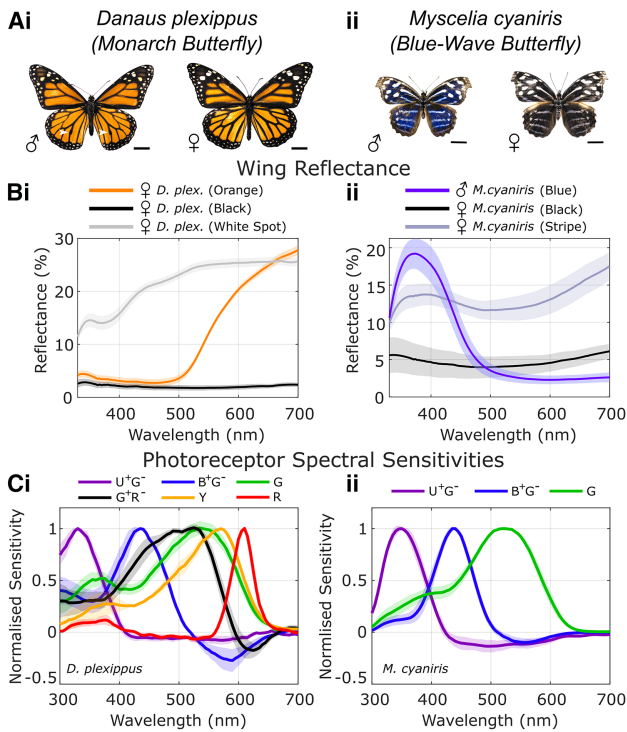 Ai
Danaus plexippus
(Monarch Butterfly)
ii
Myscelia cyaniris
(Blue-Wave Butterfly)
♂
♀
♂
♀
Wing Reflectance
Bi
♀ D. plex. (Orange)
♀ D. plex. (Black)
♀ D. plex. (White Spot)
30
20
10
0
Reflectance (%)
400
500
600
700
Wavelength (nm)
ii
♂ M.cyaniris (Blue)
♀ M.cyaniris (Black)
♀ M.cyaniris (Stripe)
20
15
10
5
0
Reflectance (%)
400
500
600
700
Wavelength (nm)
Photoreceptor Spectral Sensitivities
Ci
U⁺G⁻
B⁺G⁻
G
G⁺R⁻
Y
R
1
0.5
0
-0.5
Normlised Sensitivity
D. plexippus
300
400
500
600
700
Wavelength (nm)
ii
U⁺G⁻
B⁺G⁻
G
1
0.5
0
-0.5
Normlised Sensitivity
M. cyaniris
300
400
500
600
700
Wavelength (nm)